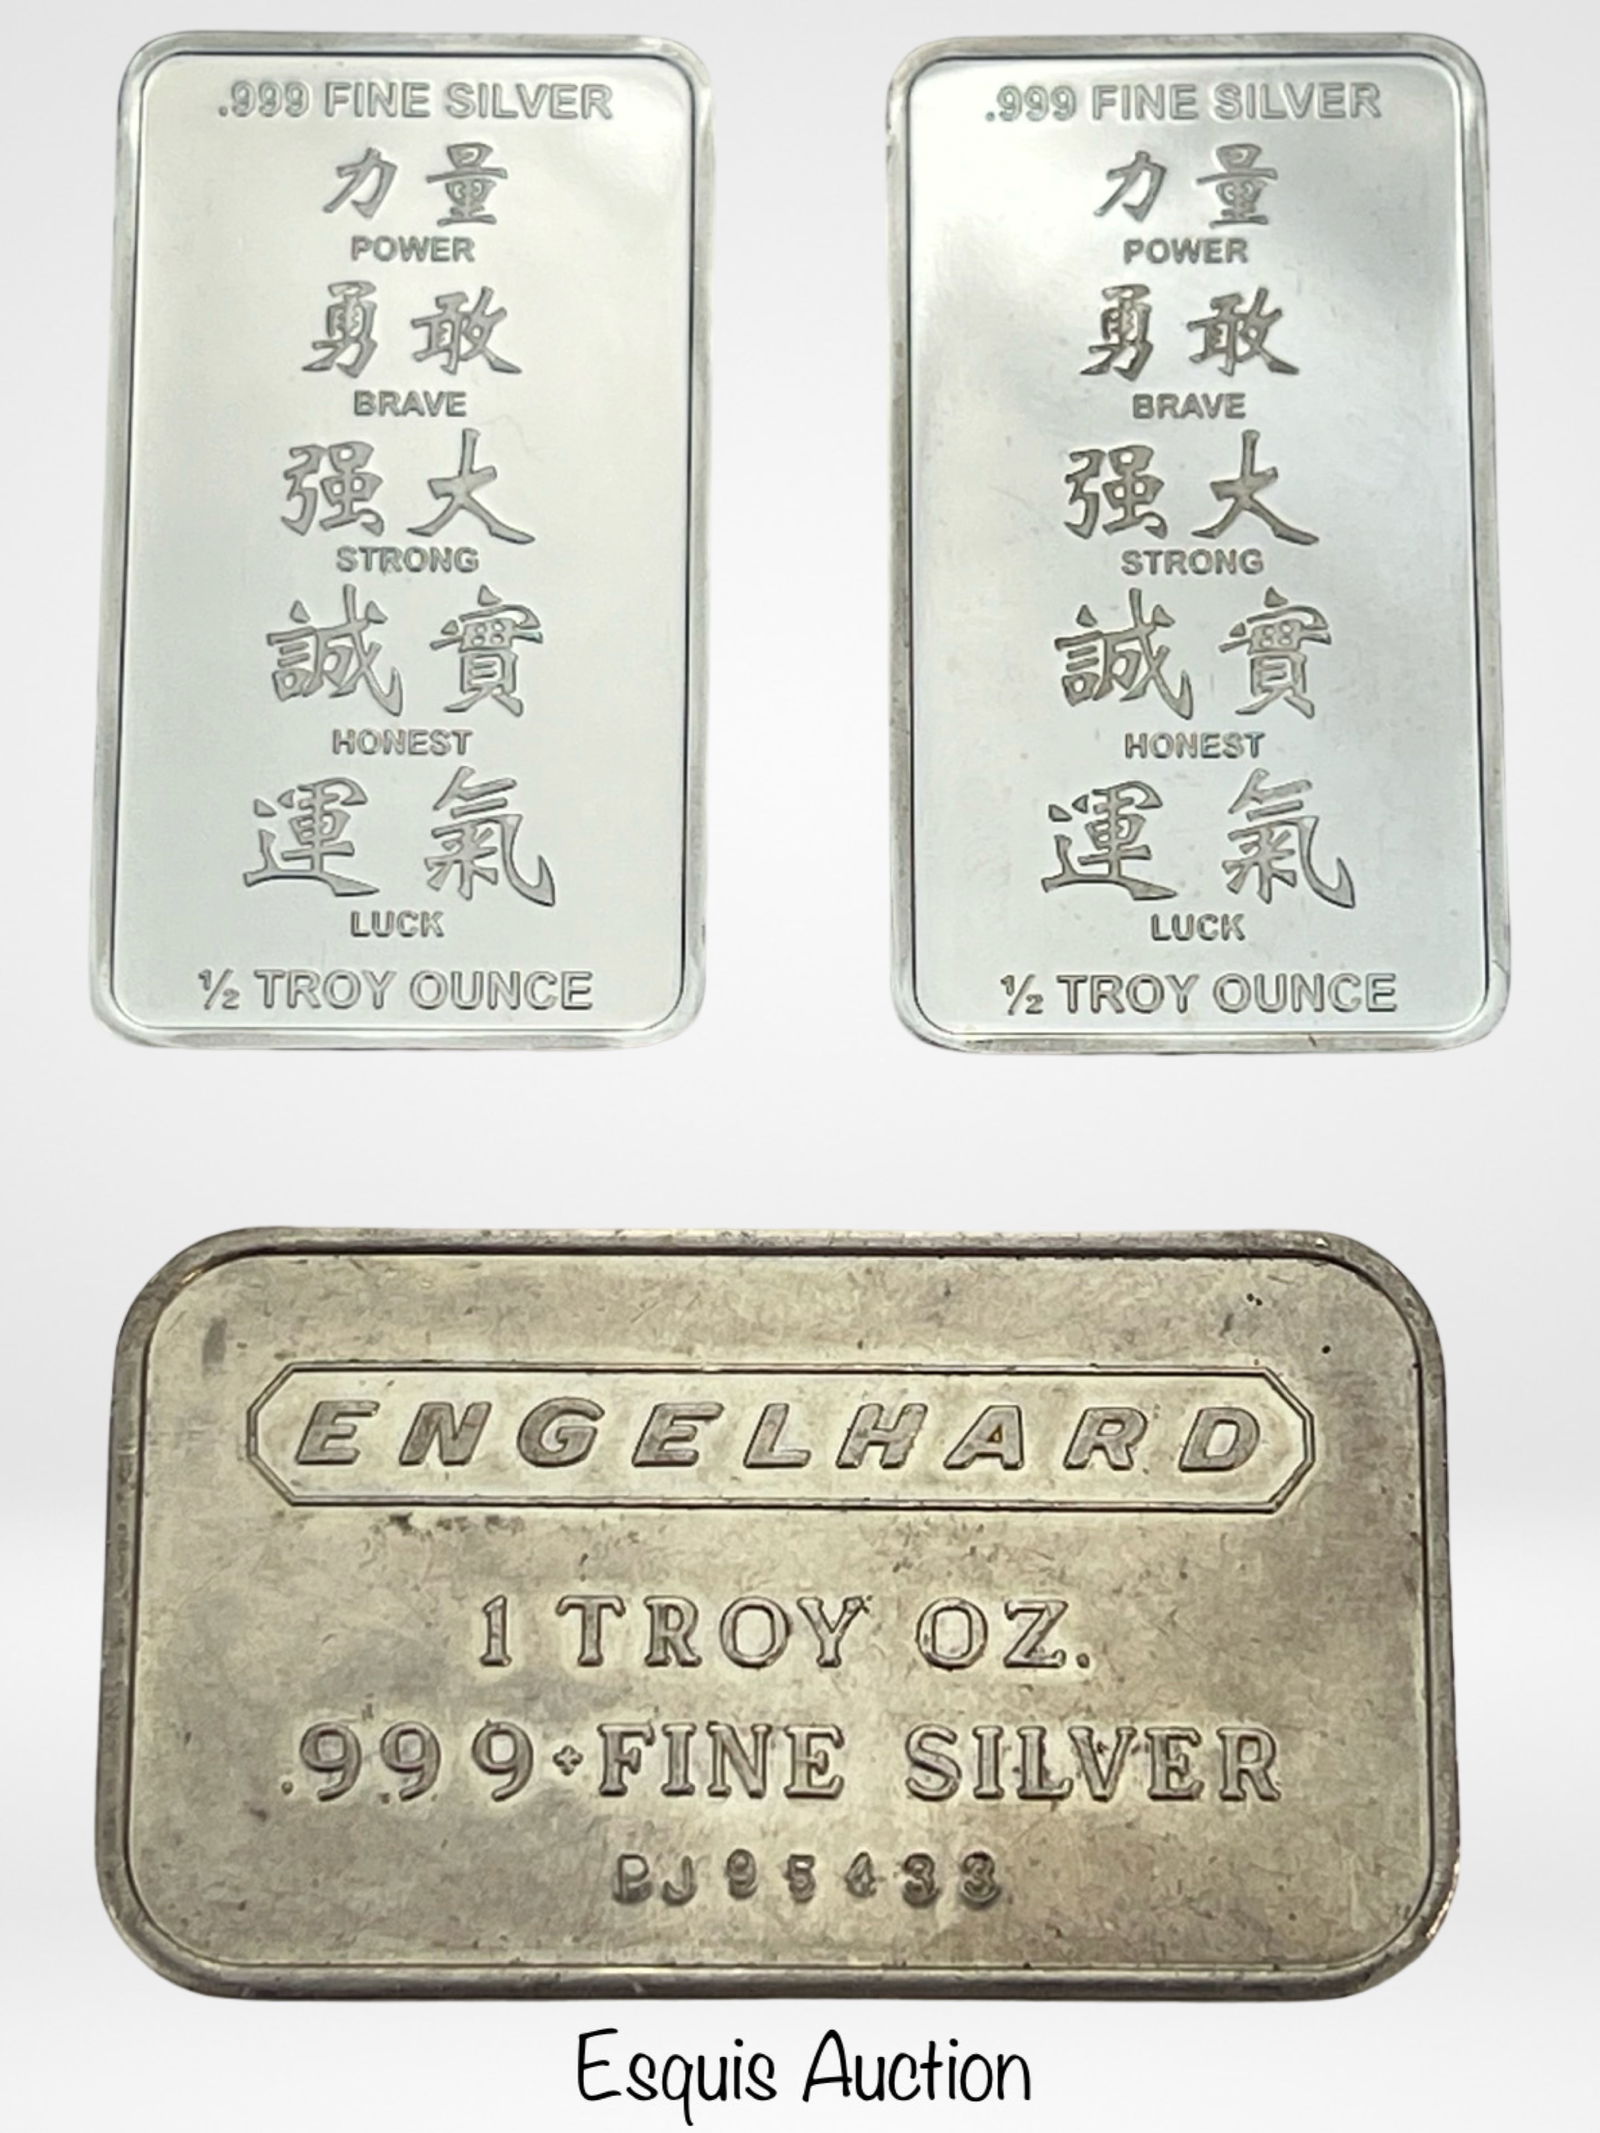 .999 FINE SILVER
力量
POWER
勇敢
BRAVE
强大
STRONG
誠實
HONEST
運氣
LUCK
½ TROY OUNCE
.999 FINE SILVER
力量
POWER
勇敢
BRAVE
强大
STRONG
誠實
HONEST
運氣
LUCK
½ TROY OUNCE
ENGELHARD
1 TROY OZ.
.999+FINE SILVER
PJ95433
Esquis Auction